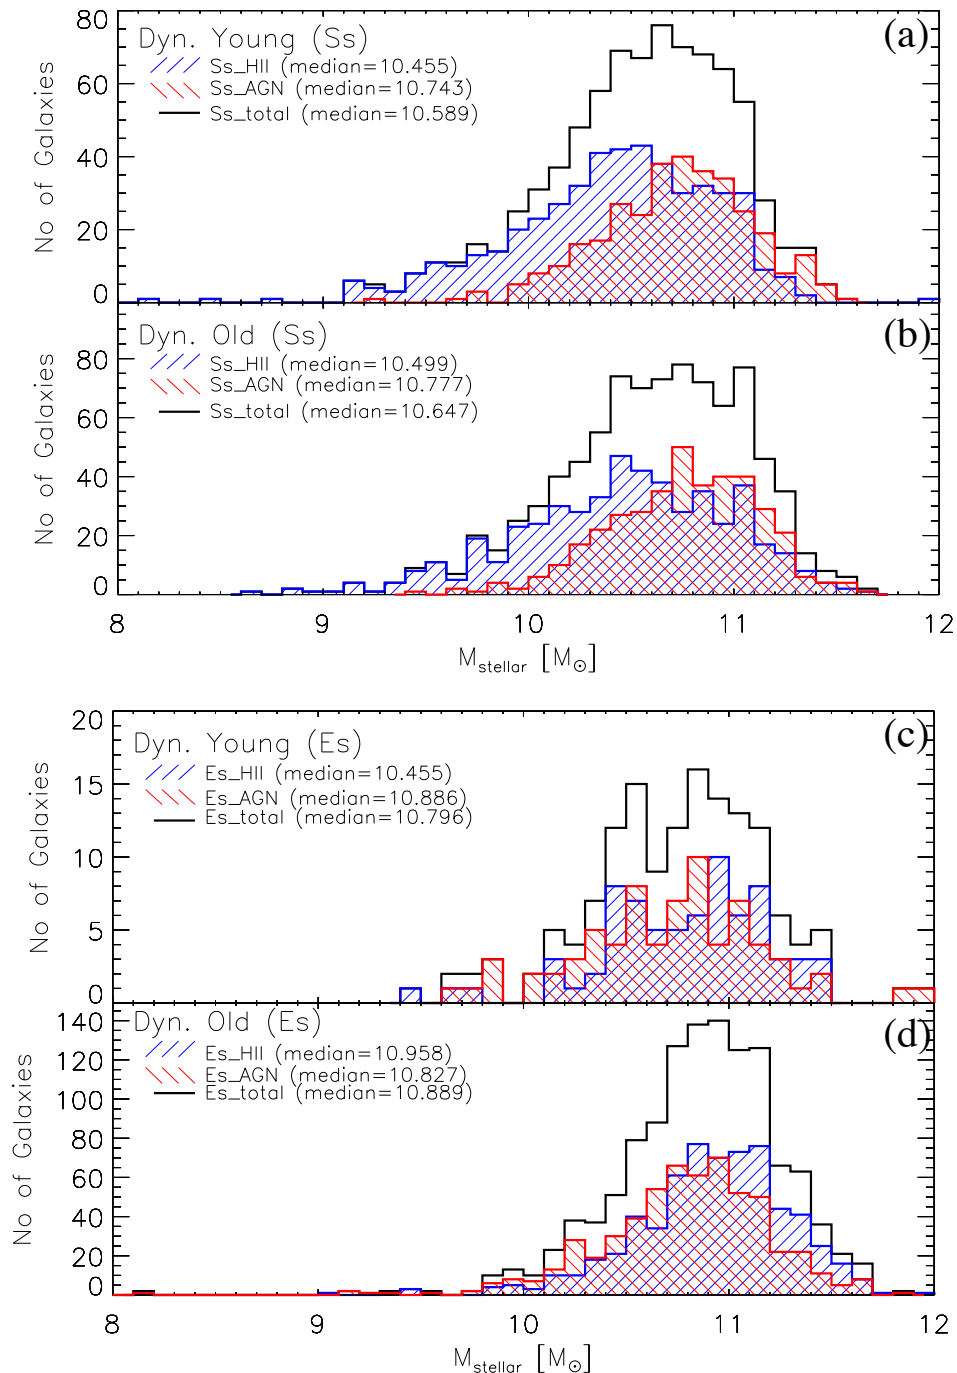 80
Dyn. Young (Ss)
(a)
Ss_HII (median=10.455)
Ss_AGN (median=10.743)
Ss_total (median=10.589)
60
40
20
0
No of Galaxies
Dyn. Old (Ss)
(b)
Ss_HII (median=10.499)
Ss_AGN (median=10.777)
Ss_total (median=10.647)
80
60
40
20
0
No of Galaxies
8 9 10 11 12
M_stellar [M_⊙]
20
Dyn. Young (Es)
(c)
Es_HII (median=10.455)
Es_AGN (median=10.886)
Es_total (median=10.796)
15
10
5
0
No of Galaxies
Dyn. Old (Es)
(d)
Es_HII (median=10.958)
Es_AGN (median=10.827)
Es_total (median=10.889)
140
120
100
80
60
40
20
0
No of Galaxies
8 9 10 11 12
M_stellar [M_⊙]